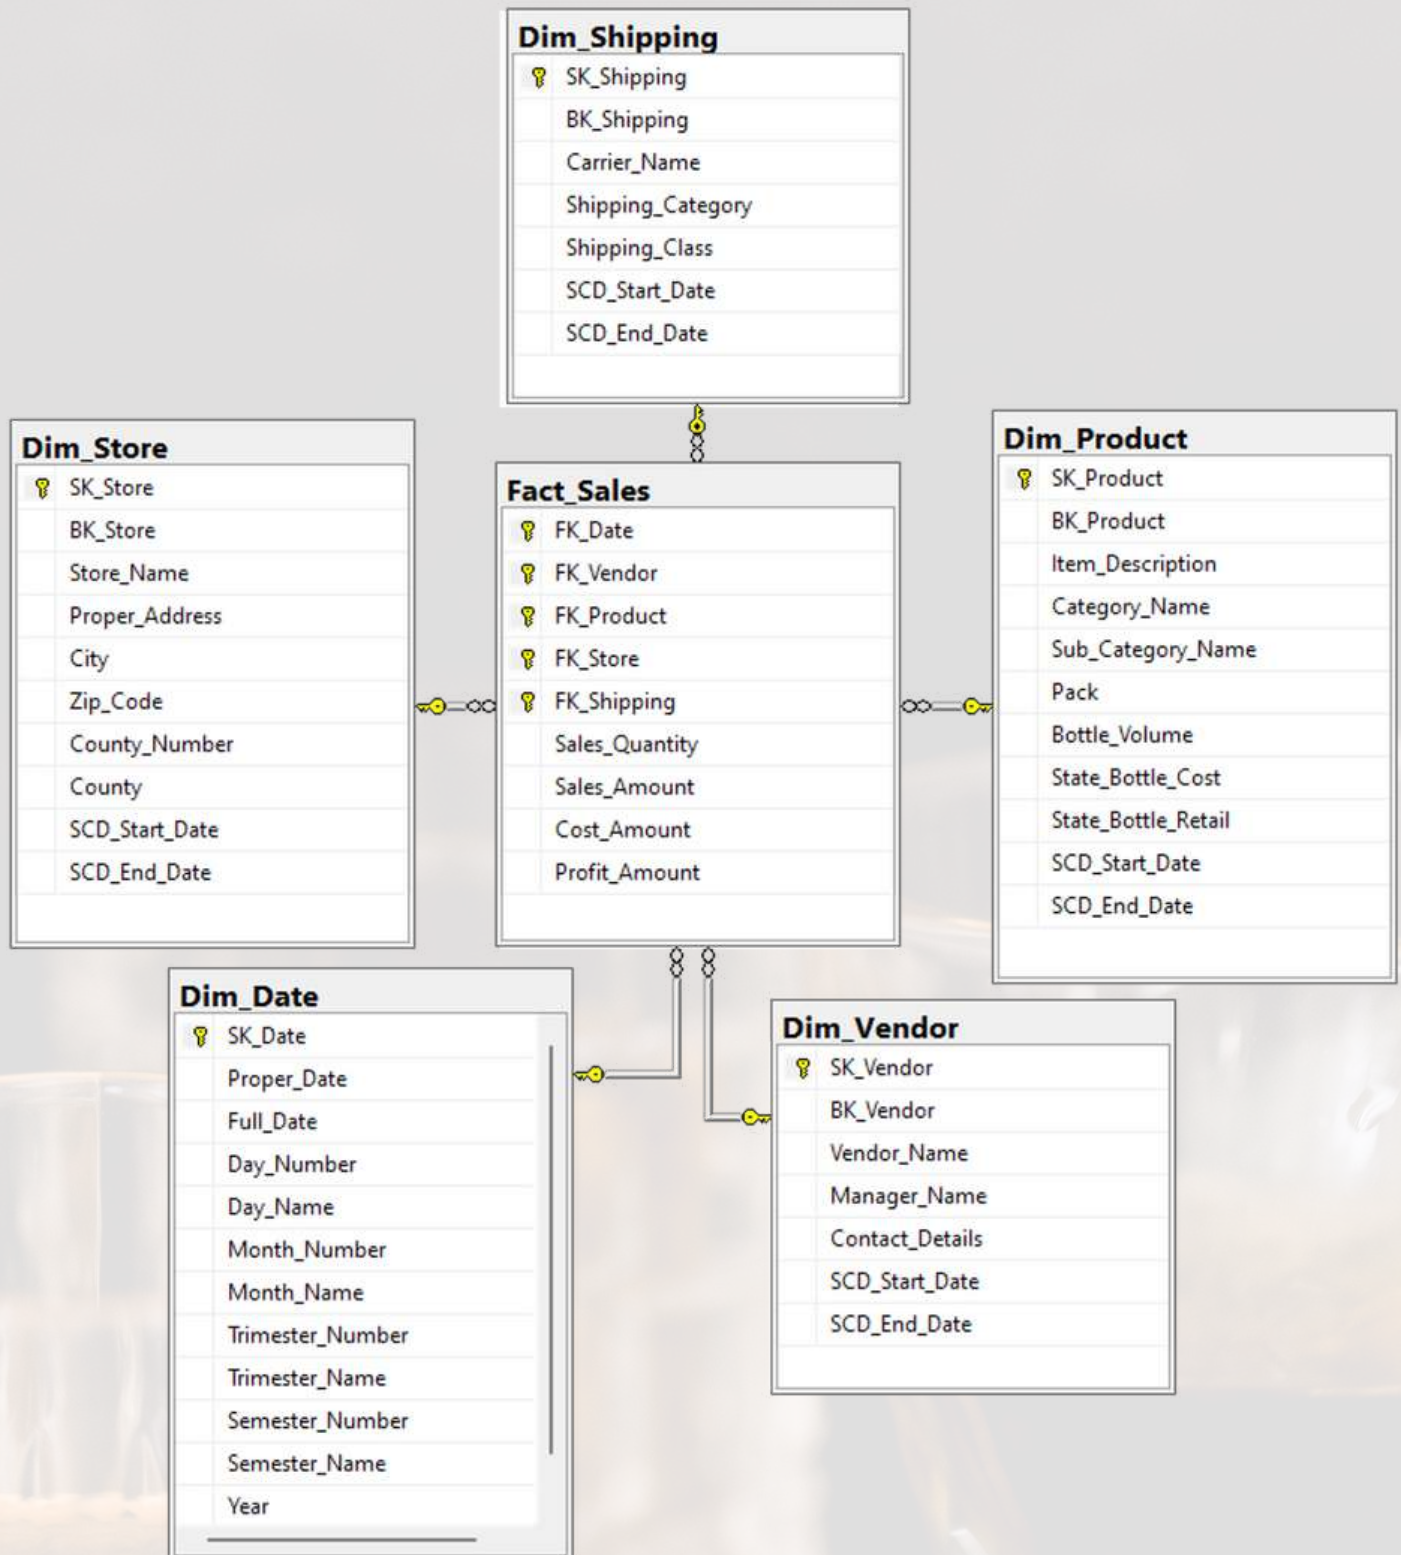 Dim_Shipping
SK_Shipping
BK_Shipping
Carrier_Name
Shipping_Category
Shipping_Class
SCD_Start_Date
SCD_End_Date
Dim_Store
SK_Store
BK_Store
Store_Name
Proper_Address
City
Zip_Code
County_Number
County
SCD_Start_Date
SCD_End_Date
Fact_Sales
FK_Date
FK_Vendor
FK_Product
FK_Store
FK_Shipping
Sales_Quantity
Sales_Amount
Cost_Amount
Profit_Amount
Dim_Product
SK_Product
BK_Product
Item_Description
Category_Name
Sub_Category_Name
Pack
Bottle_Volume
State_Bottle_Cost
State_Bottle_Retail
SCD_Start_Date
SCD_End_Date
Dim_Date
SK_Date
Proper_Date
Full_Date
Day_Number
Day_Name
Month_Number
Month_Name
Trimester_Number
Trimester_Name
Semester_Number
Semester_Name
Year
Dim_Vendor
SK_Vendor
BK_Vendor
Vendor_Name
Manager_Name
Contact_Details
SCD_Start_Date
SCD_End_Date